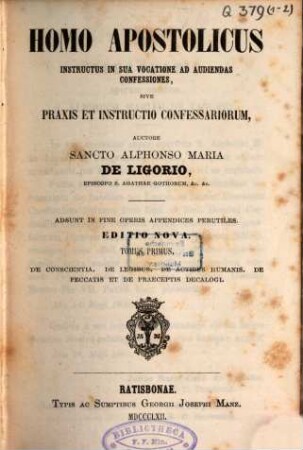 Q 379 (1-2)
HOMO APOSTOLICUS
INSTRUCTUS IN SUA VOCATIONE AD AUDIENDAS
CONFESSIONES,
SIVE
PRAXIS ET INSTRUCTIO CONFESSARIORUM,
AUCTORE
SANCTO ALPHONSO MARIA
DE LIGORIO,
EPISCOPO S. AGATHAE GOTHORUM, &c. &c.
ADSUNT IN FINE OPERIS APPENDICES PERUTILES.
EDITIO NOVA.
TOMUS PRIMUS.
DE CONSCIENTIA, DE LEGIBUS, DE ACTIBUS HUMANIS, DE
PECCATIS ET DE PRAECEPTIS DECALOGI.
RATISBONAE.
TYPIS AC SUMPTIBUS GEORGII JOSEPHI MANZ.
MDCCCLXII.
BIBLIOTHECA